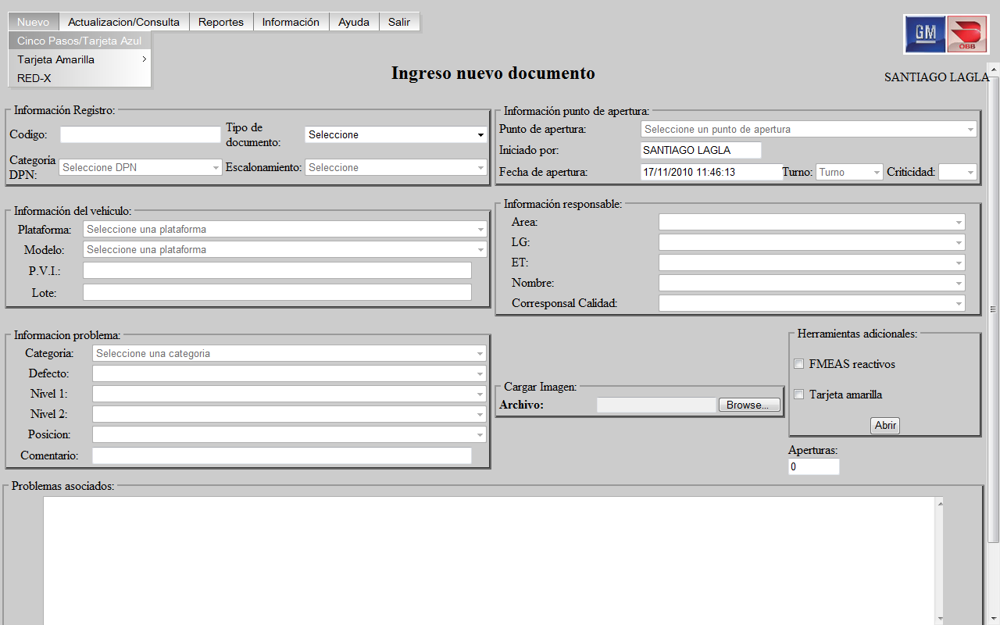 Nuevo Actualizacion/Consulta Reportes Información Ayuda Salir
Cinco Pasos/Tarjeta Azul
Tarjeta Amarilla
RED-X
GM OBB
Ingreso nuevo documento
SANTIAGO LAGLA
Información Registro:
Codigo:
Tipo de
documento:
Seleccione
Categoria
DPN:
Seleccione DPN
Escalonamiento:
Seleccione
Información punto de apertura:
Punto de apertura: Seleccione un punto de apertura
Iniciado por: SANTIAGO LAGLA
Fecha de apertura: 17/11/2010 11:46:13 Turno: Turno Criticidad:
Información del vehículo:
Plataforma: Seleccione una plataforma
Modelo: Seleccione una plataforma
P.V.I.:
Lote:
Información responsable:
Area:
LG:
ET:
Nombre:
Corresponsal Calidad:
Informacion problema:
Categoria: Seleccione una categoria
Defecto:
Nivel 1:
Nivel 2:
Posicion:
Comentario:
Cargar Imagen:
Archivo: Browse...
Herramientas adicionales:
FMEAS reactivos
Tarjeta amarilla
Abrir
Aperturas:
0
Problemas asociados: